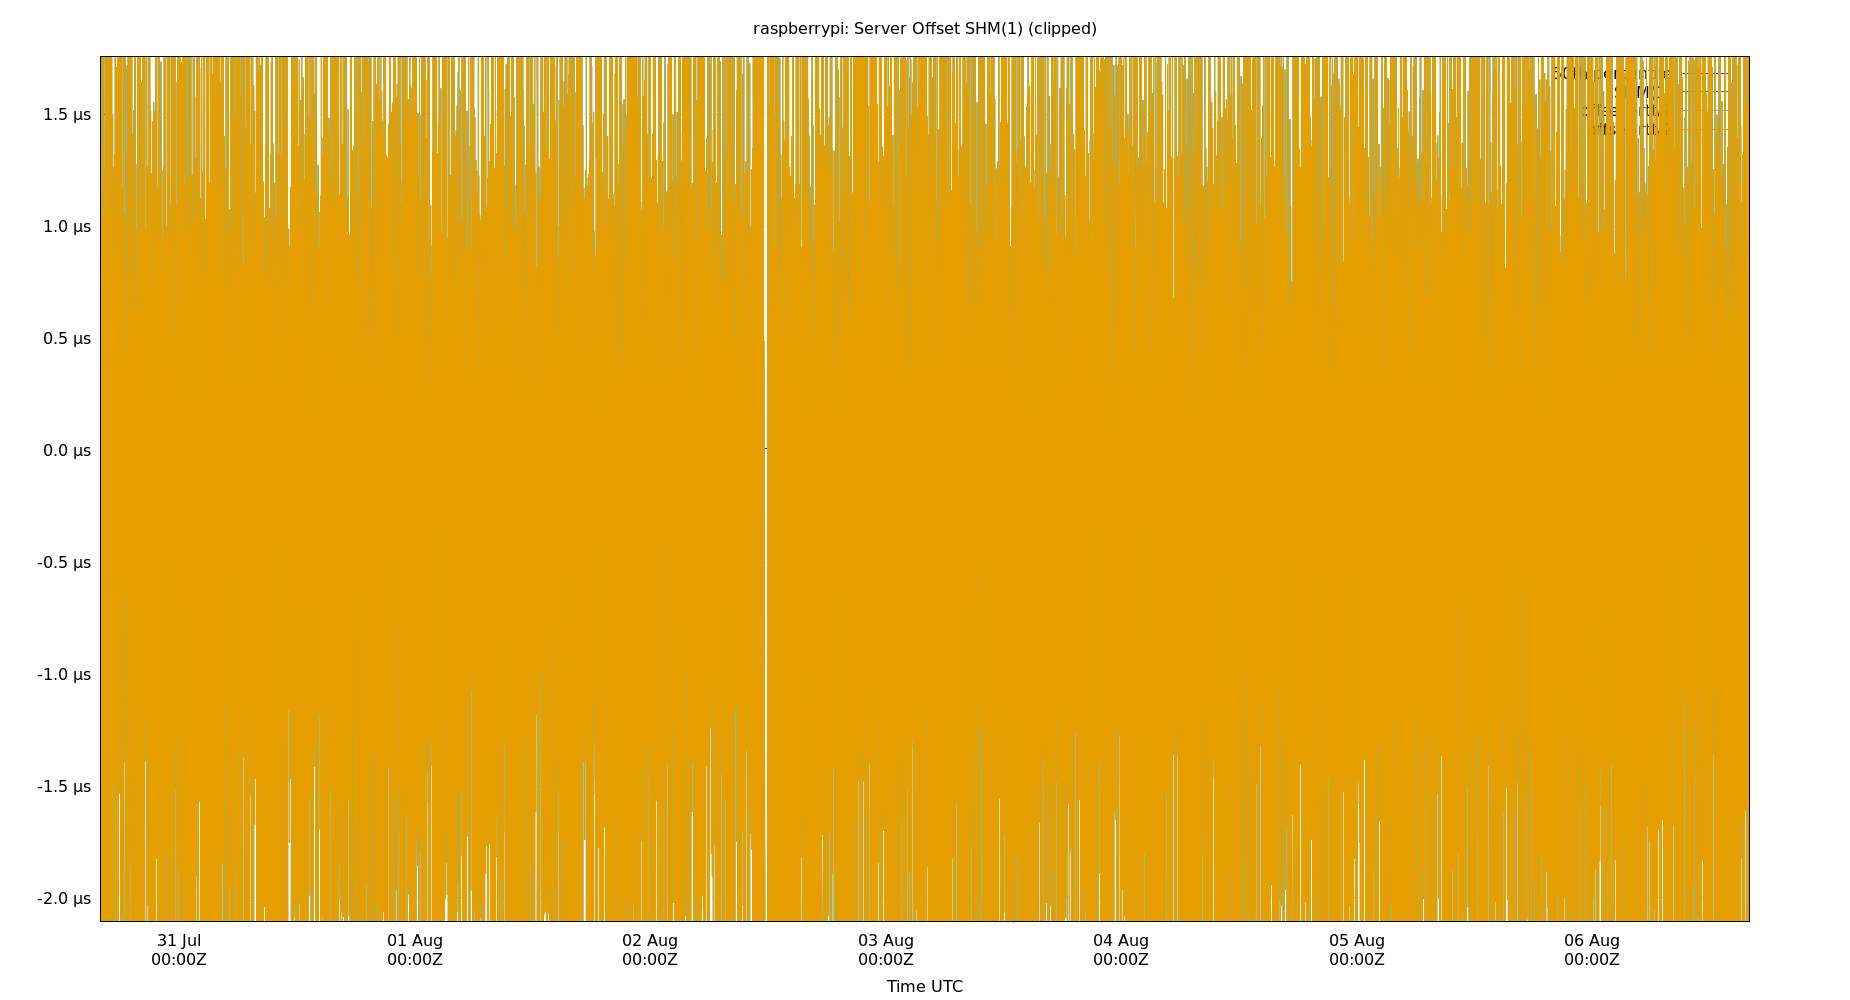 raspberrypi: Server Offset SHM(1) (clipped)
1.5 µs
1.0 µs
0.5 µs
0.0 µs
-0.5 µs
-1.0 µs
-1.5 µs
-2.0 µs
31 Jul 01 Aug 02 Aug 03 Aug 04 Aug 05 Aug 06 Aug
00:00Z 00:00Z 00:00Z 00:00Z 00:00Z 00:00Z 00:00Z
Time UTC